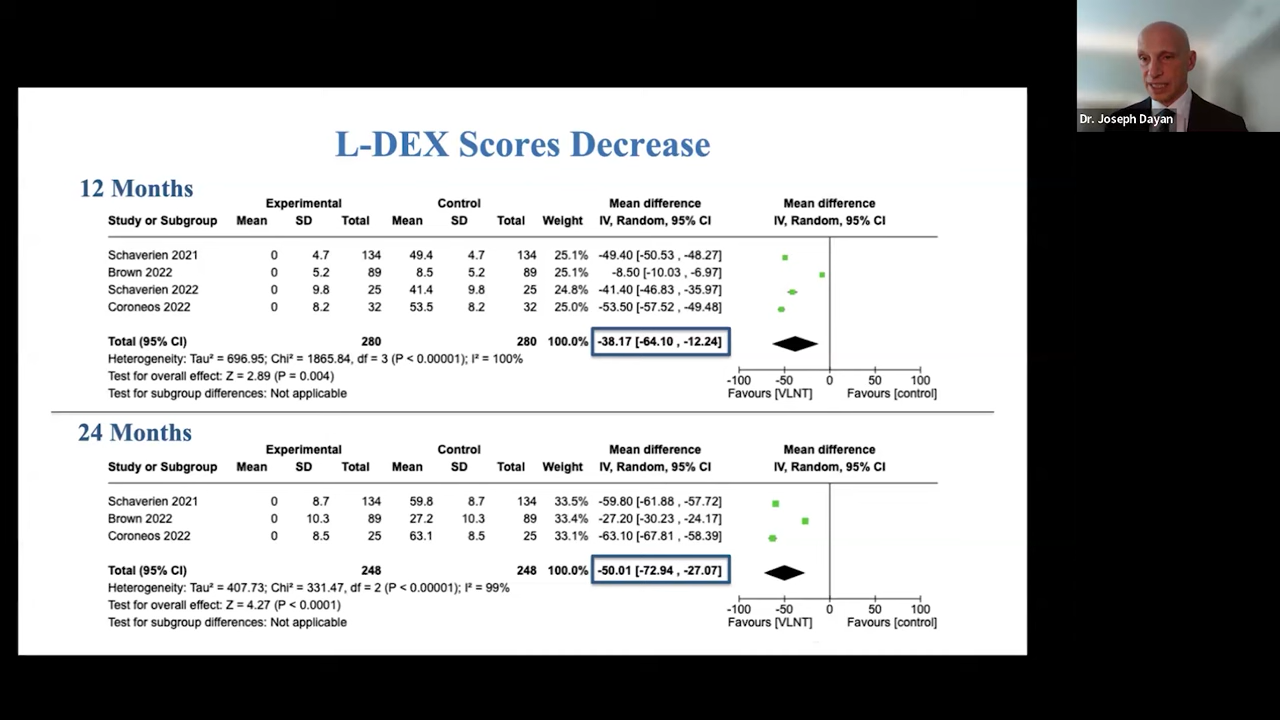 L-DEX Scores Decrease
12 Months
Experimental Control Mean difference Mean difference
Study or Subgroup Mean SD Total Mean SD Total Weight IV, Random, 95% CI IV, Random, 95% CI
Schaverien 2021 0 4.7 134 49.4 4.7 134 25.1% -49.40 [-50.53 , -48.27]
Brown 2022 0 5.2 89 8.5 5.2 89 25.1% -8.50 [-10.03 , -6.97]
Schaverien 2022 0 9.8 25 41.4 9.8 25 24.8% -41.40 [-46.83 , -35.97]
Coroneos 2022 0 8.2 32 53.5 8.2 32 25.0% -53.50 [-57.52 , -49.48]
Total (95% CI) 280 280 100.0% -38.17 [-64.10 , -12.24]
Heterogeneity: Tau² = 696.95; Chi² = 1865.84, df = 3 (P < 0.00001); I² = 100%
Test for overall effect: Z = 2.89 (P = 0.004)
-100 -50 0 50 100
Test for subgroup differences: Not applicable
Favours [VLNT] Favours [control]
24 Months
Experimental Control Mean difference Mean difference
Study or Subgroup Mean SD Total Mean SD Total Weight IV, Random, 95% CI IV, Random, 95% CI
Schaverien 2021 0 8.7 134 59.8 8.7 134 33.5% -59.80 [-61.88 , -57.72]
Brown 2022 0 10.3 89 27.2 10.3 89 33.4% -27.20 [-30.23 , -24.17]
Coroneos 2022 0 8.5 25 63.1 8.5 25 33.1% -63.10 [-67.81 , -58.39]
Total (95% CI) 248 248 100.0% -50.01 [-72.94 , -27.07]
Heterogeneity: Tau² = 407.73; Chi² = 331.47, df = 2 (P < 0.00001); I² = 99%
Test for overall effect: Z = 4.27 (P < 0.0001)
-100 -50 0 50 100
Test for subgroup differences: Not applicable
Favours [VLNT] Favours [control]
Dr. Joseph Dayan